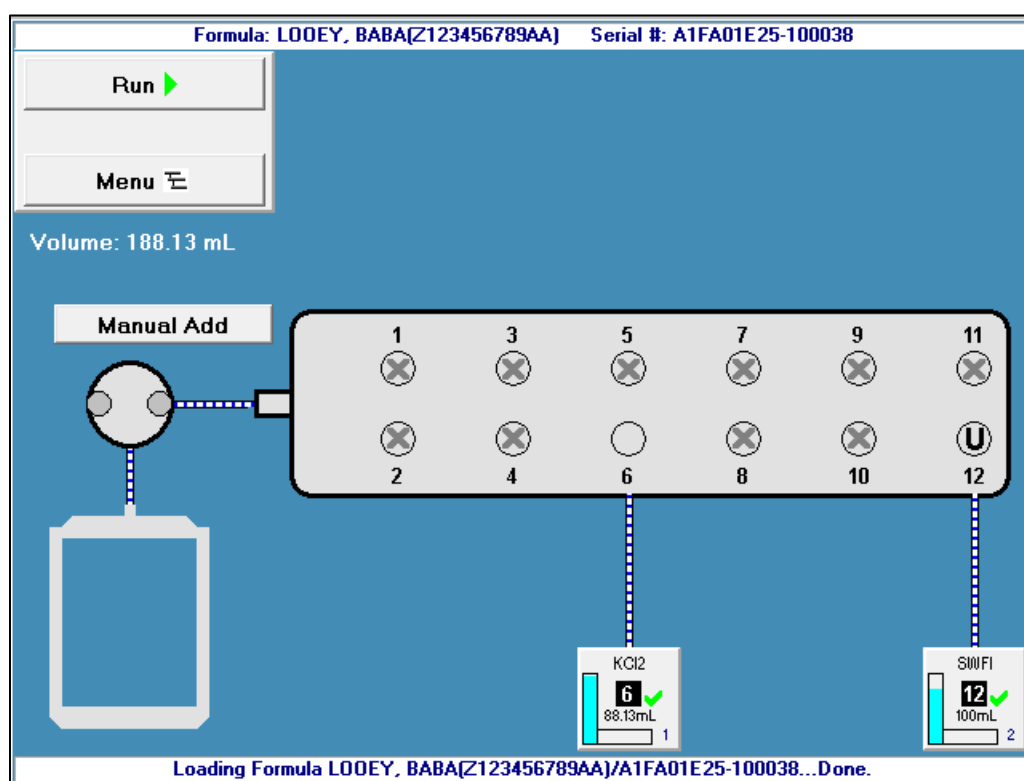 Formula: LOOEY, BABA(Z123456789AA) Serial #: A1FA01E25-100038
Run
Menu
Volume: 188.13 mL
Manual Add
1 3 5 7 9 11
U
2 4 6 8 10 12
KCl2 SWFI
6 12
88.13mL 100mL
1 2
Loading Formula LOOEY, BABA(Z123456789AA)/A1FA01E25-100038...Done.